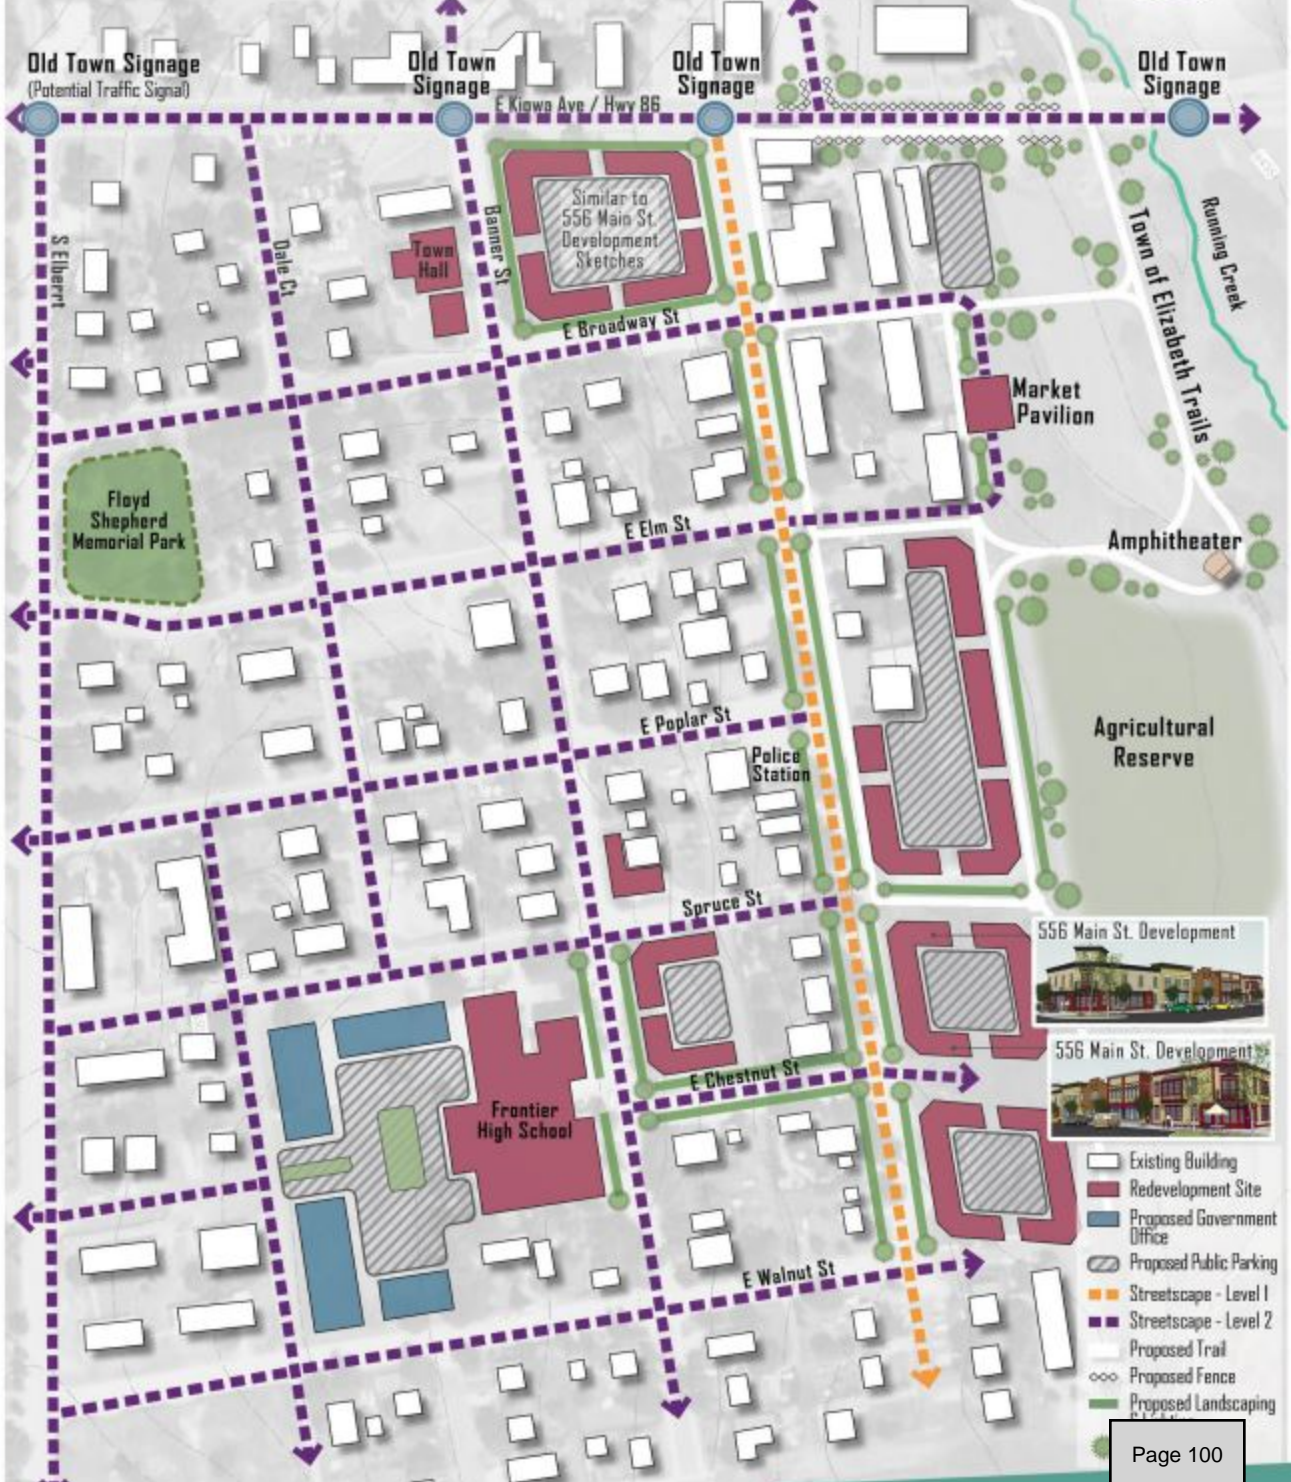 Old Town Signage
(Potential Traffic Signal)
Old Town
Signage
Old Town
Signage
Old Town
Signage
E Kiowa Ave / Hwy 86
S Elbert
Dale Ct
Town
Hall
Banner St
Similar to
556 Main St.
Development
Sketches
E Broadway St
Town of Elizabeth Trails
Running Creek
Market
Pavilion
Floyd
Shepherd
Memorial Park
E Elm St
Amphitheater
E Poplar St
Police
Station
Agricultural
Reserve
Spruce St
556 Main St. Development
556 Main St. Development
E Chestnut St
Frontier
High School
E Walnut St
Existing Building
Redevelopment Site
Proposed Government
Office
Proposed Public Parking
Streetscape - Level 1
Streetscape - Level 2
Proposed Trail
Proposed Fence
Proposed Landscaping
Page 100